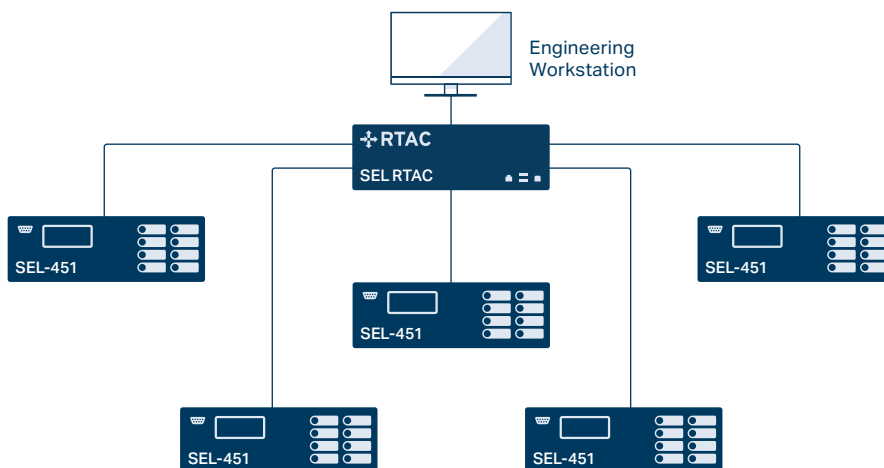 Engineering
Workstation
RTAC
SEL RTAC
SEL-451
SEL-451
SEL-451
SEL-451
SEL-451